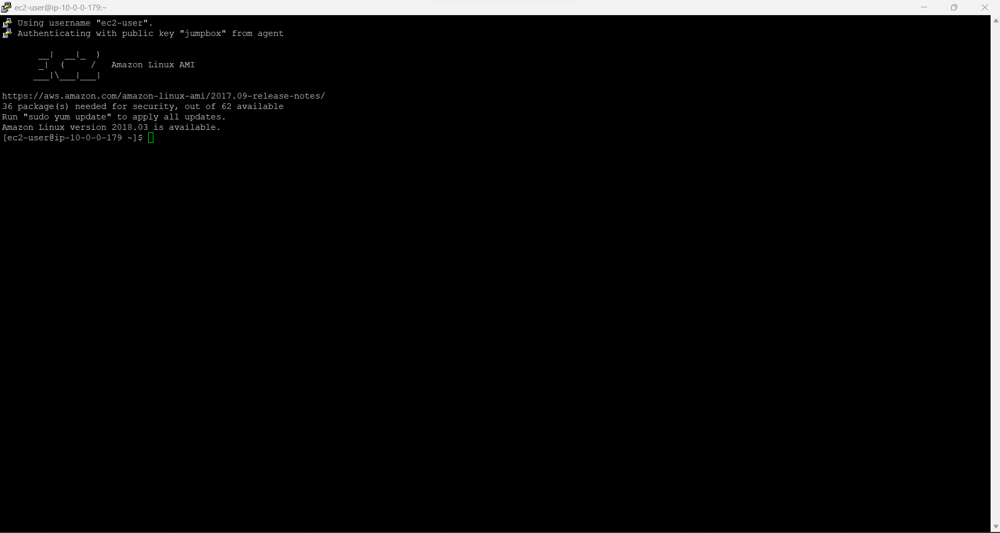 ec2-user@ip-10-0-0-179:~
Using username "ec2-user".
Authenticating with public key "jumpbox" from agent
       __|  __|_  )
       _|  (     /   Amazon Linux AMI
      ___|\___|___|
https://aws.amazon.com/amazon-linux-ami/2017.09-release-notes/
36 package(s) needed for security, out of 62 available
Run "sudo yum update" to apply all updates.
Amazon Linux version 2018.03 is available.
[ec2-user@ip-10-0-0-179 ~]$